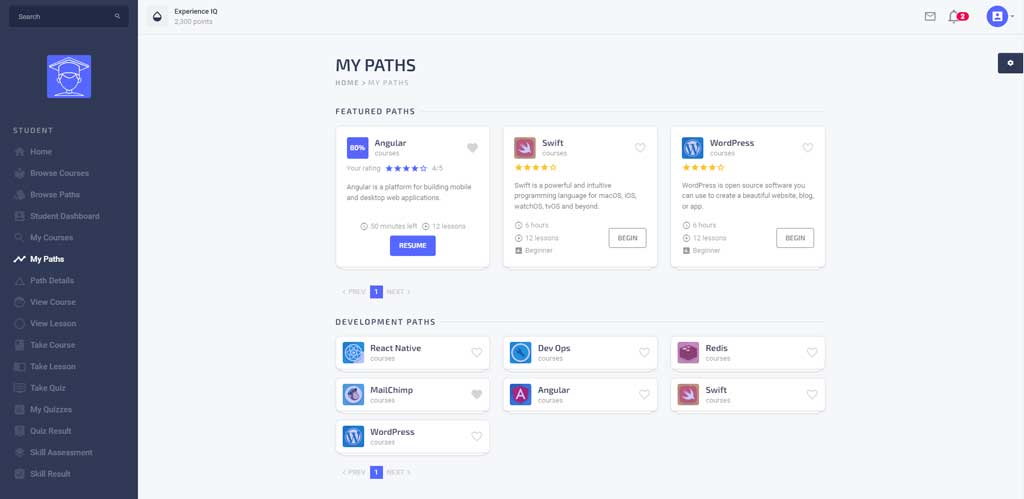 Search
Experience IQ
2,300 points
2
STUDENT
Home
Browse Courses
Browse Paths
Student Dashboard
My Courses
My Paths
Path Details
View Course
View Lesson
Take Course
Take Lesson
Take Quiz
My Quizzes
Quiz Result
Skill Assessment
Skill Result
MY PATHS
HOME > MY PATHS
FEATURED PATHS
80%
Angular
courses
Your rating 4/5
Angular is a platform for building mobile
and desktop web applications.
50 minutes left 12 lessons
RESUME
Swift
courses
Swift is a powerful and intuitive
programming language for macOS, iOS,
watchOS, tvOS and beyond.
6 hours
12 lessons
Beginner
BEGIN
WordPress
courses
WordPress is open source software you
can use to create a beautiful website, blog,
or app.
6 hours
12 lessons
Beginner
BEGIN
< PREV 1 NEXT >
DEVELOPMENT PATHS
React Native
courses
Dev Ops
courses
Redis
courses
MailChimp
courses
Angular
courses
Swift
courses
WordPress
courses
< PREV 1 NEXT >